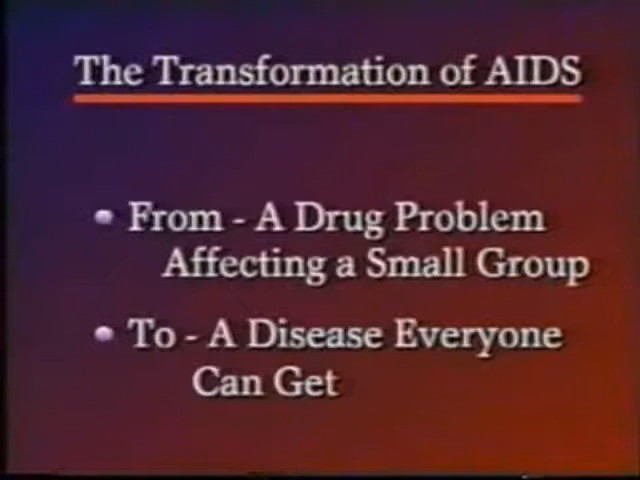 The Transformation of AIDS
• From - A Drug Problem
Affecting a Small Group
• To - A Disease Everyone
Can Get